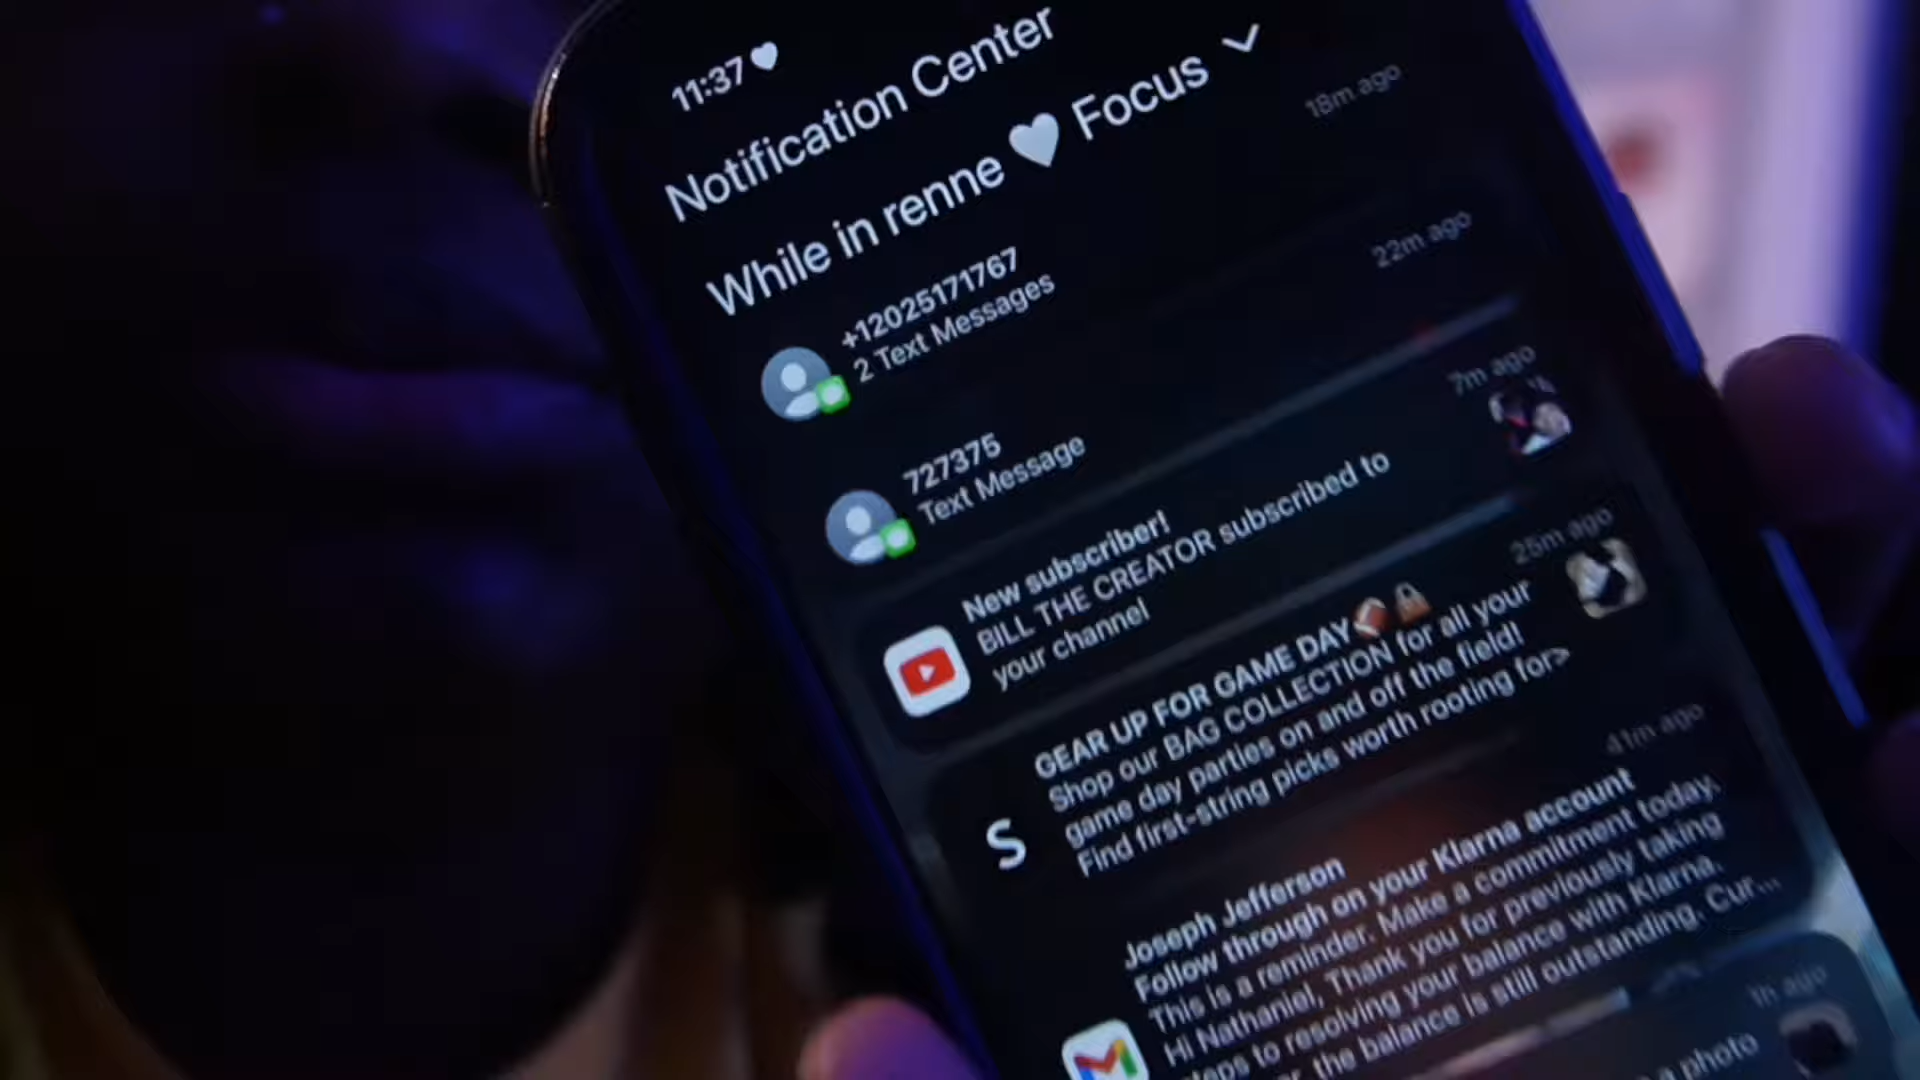 11:37
Notification Center
While in renne 🤍 Focus
18m ago
+12025171767
2 Text Messages
22m ago
727375
Text Message
7m ago
New subscriber!
BILL THE CREATOR subscribed to
your channel
25m ago
GEAR UP FOR GAME DAY🏈👜
Shop our BAG COLLECTION for all your
game day parties on and off the field!
Find first-string picks worth rooting for>
S
41m ago
Joseph Jefferson
Follow through on your Klarna account
This is a reminder. Make a commitment today.
Hi Nathaniel, Thank you for previously taking
to resolving your balance with Klarna.
the balance is still outstanding. Cur...
1h ago
a photo